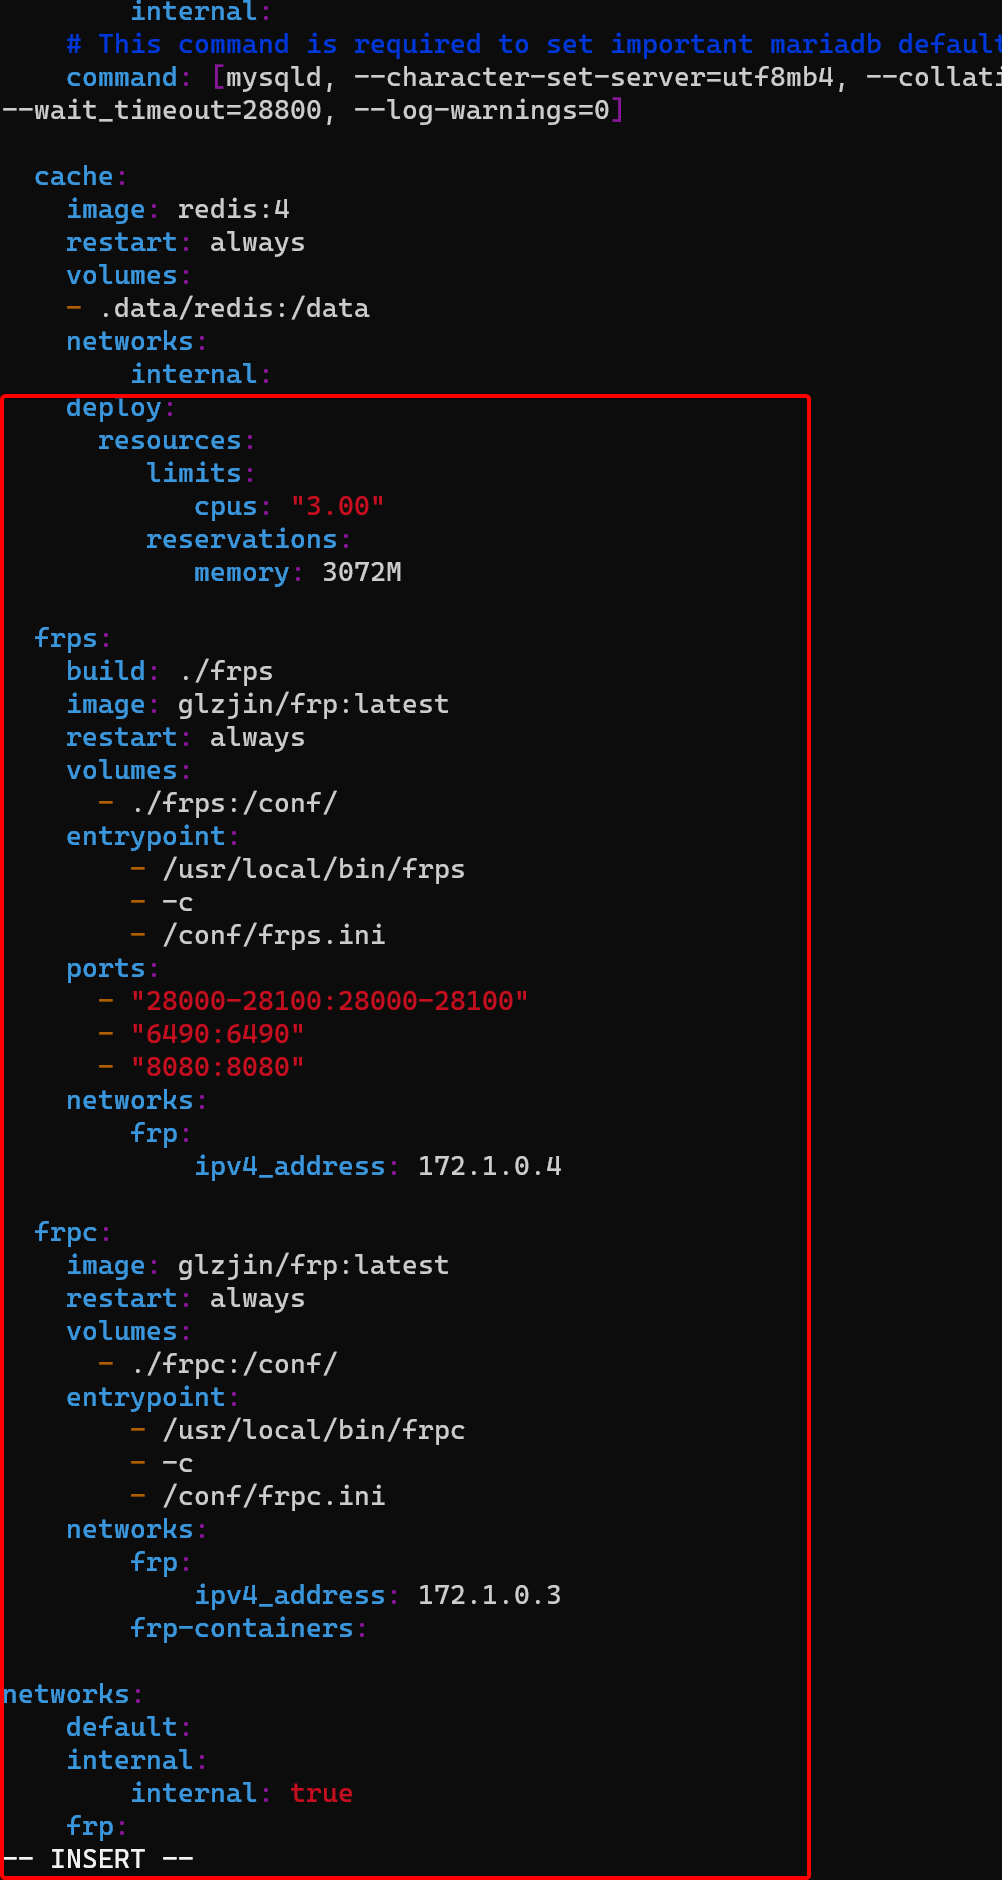 internal:
    # This command is required to set important mariadb default
    command: [mysqld, --character-set-server=utf8mb4, --collati
--wait_timeout=28800, --log-warnings=0]

  cache:
    image: redis:4
    restart: always
    volumes:
    - .data/redis:/data
    networks:
        internal:
    deploy:
      resources:
         limits:
            cpus: "3.00"
         reservations:
            memory: 3072M

  frps:
    build: ./frps
    image: glzjin/frp:latest
    restart: always
    volumes:
      - ./frps:/conf/
    entrypoint:
        - /usr/local/bin/frps
        - -c
        - /conf/frps.ini
    ports:
      - "28000-28100:28000-28100"
      - "6490:6490"
      - "8080:8080"
    networks:
        frp:
            ipv4_address: 172.1.0.4

  frpc:
    image: glzjin/frp:latest
    restart: always
    volumes:
      - ./frpc:/conf/
    entrypoint:
        - /usr/local/bin/frpc
        - -c
        - /conf/frpc.ini
    networks:
        frp:
            ipv4_address: 172.1.0.3
        frp-containers:

networks:
    default:
    internal:
        internal: true
    frp:
-- INSERT --